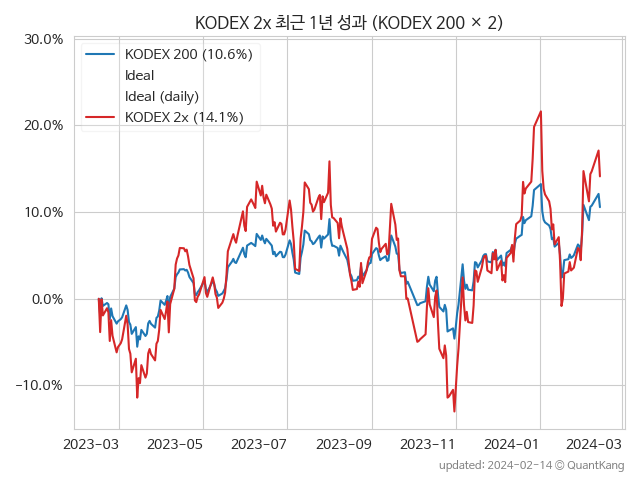 KODEX 2x 최근 1년 성과 (KODEX 200 × 2)
30.0%
20.0%
10.0%
0.0%
−10.0%
KODEX 200 (10.6%)
Ideal
Ideal (daily)
KODEX 2x (14.1%)
2023-03 2023-05 2023-07 2023-09 2023-11 2024-01 2024-03
updated: 2024-02-14 © QuantKang